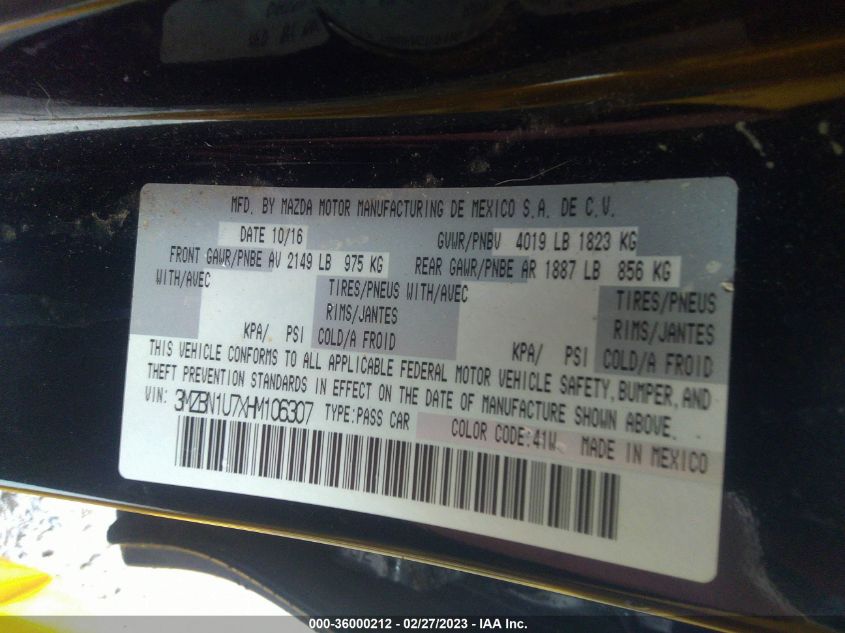 MFD. BY MAZDA MOTOR MANUFACTURING DE MEXICO S.A. DE C.V.
DATE 10/16 GVWR/PNBV 4019 LB 1823 KG
FRONT GAWR/PNBE AV 2149 LB 975 KG REAR GAWR/PNBE AR 1887 LB 856 KG
WITH/AVEC TIRES/PNEUS WITH/AVEC TIRES/PNEUS
RIMS/JANTES RIMS/JANTES
KPA/ PSI COLD/A FROID KPA/ PSI COLD/A FROID
THIS VEHICLE CONFORMS TO ALL APPLICABLE FEDERAL MOTOR VEHICLE SAFETY, BUMPER, AND
THEFT PREVENTION STANDARDS IN EFFECT ON THE DATE OF MANUFACTURE SHOWN ABOVE.
VIN: 3MZBN1U7XHM106307 TYPE:PASS CAR COLOR CODE:41W MADE IN MEXICO
000-36000212 - 02/27/2023 - IAA Inc.